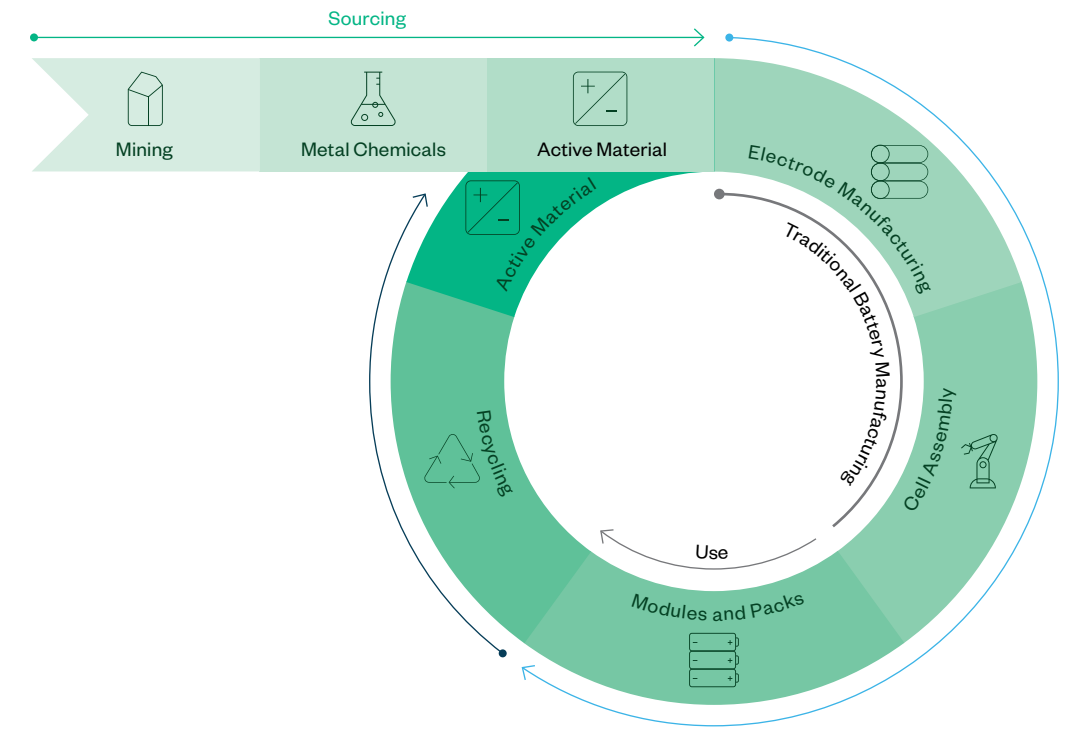 Sourcing
Mining
Metal Chemicals
Active Material
Electrode Manufacturing
Active Material
Traditional Battery Manufacturing
Cell Assembly
Recycling
Use
Modules and Packs